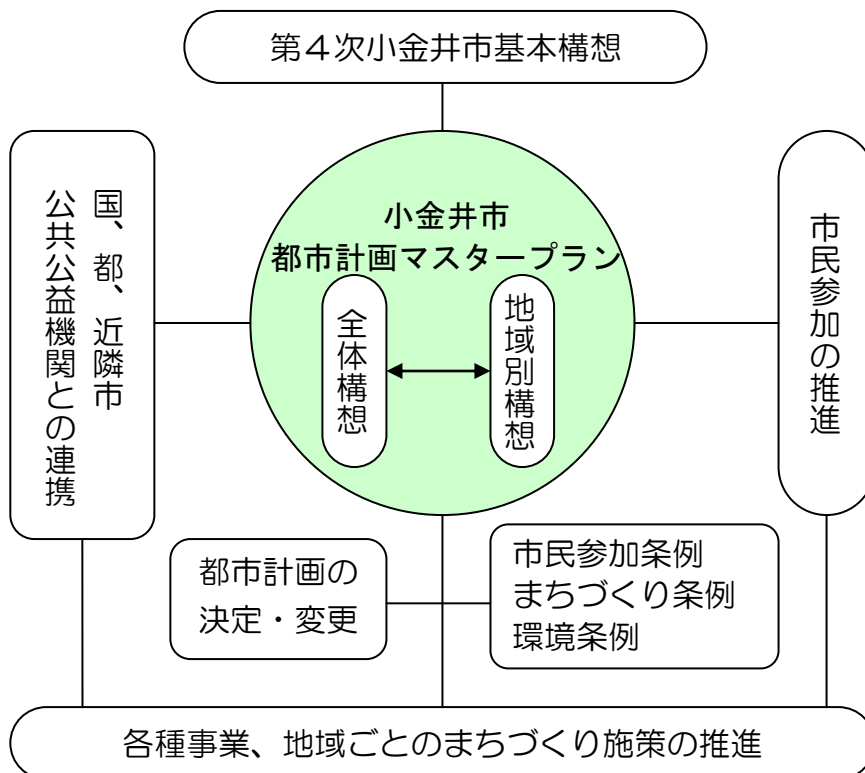 第４次小金井市基本構想
国、都、近隣市
公共公益機関との連携
小金井市
都市計画マスタープラン
全体構想
地域別構想
市民参加の推進
都市計画の
決定・変更
市民参加条例
まちづくり条例
環境条例
各種事業、地域ごとのまちづくり施策の推進